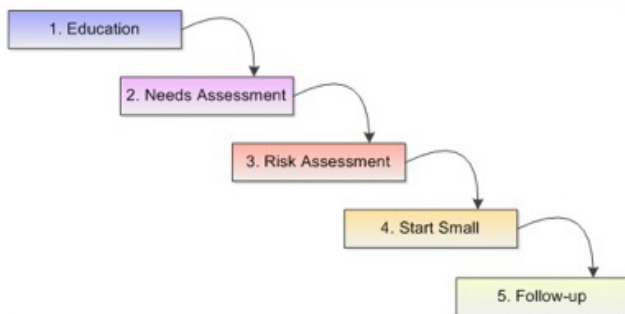 1. Education
2. Needs Assessment
3. Risk Assessment
4. Start Small
5. Follow-up